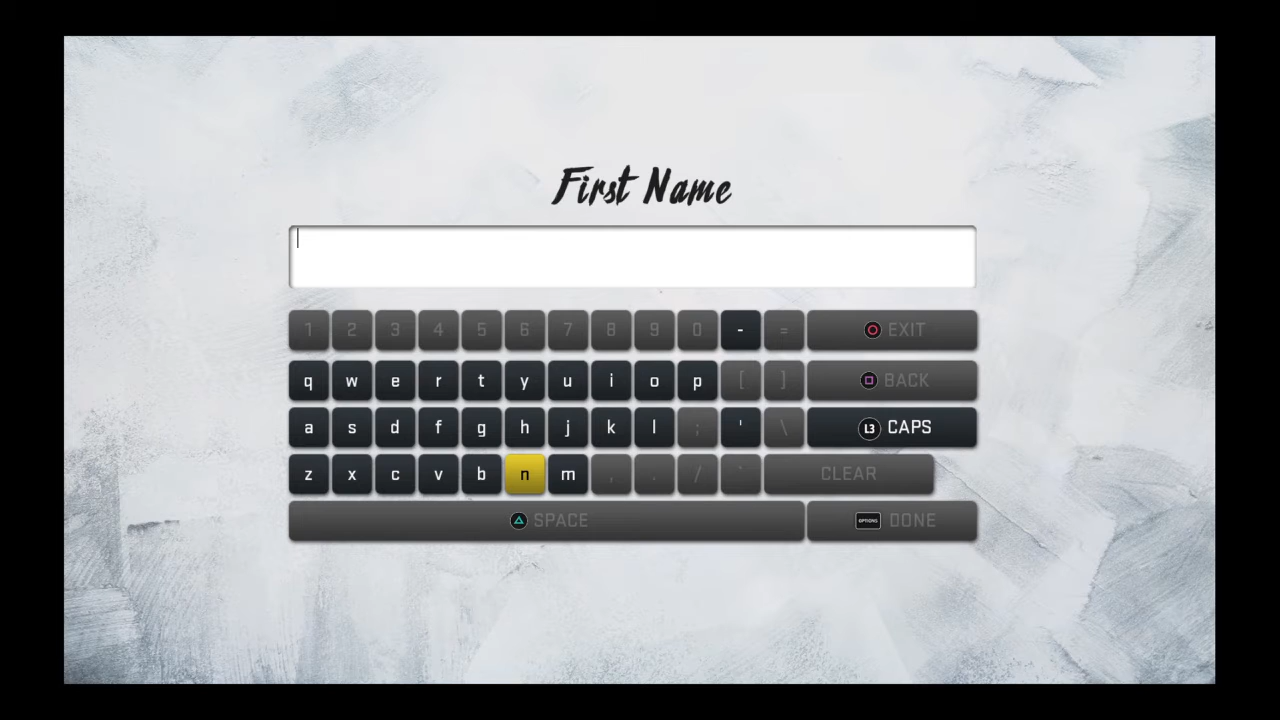 First Name
1 2 3 4 5 6 7 8 9 0 - = EXIT
q w e r t y u i o p [ ] BACK
a s d f g h j k l ; ' \ L3 CAPS
z x c v b n m , . / ` CLEAR
SPACE OPTIONS DONE